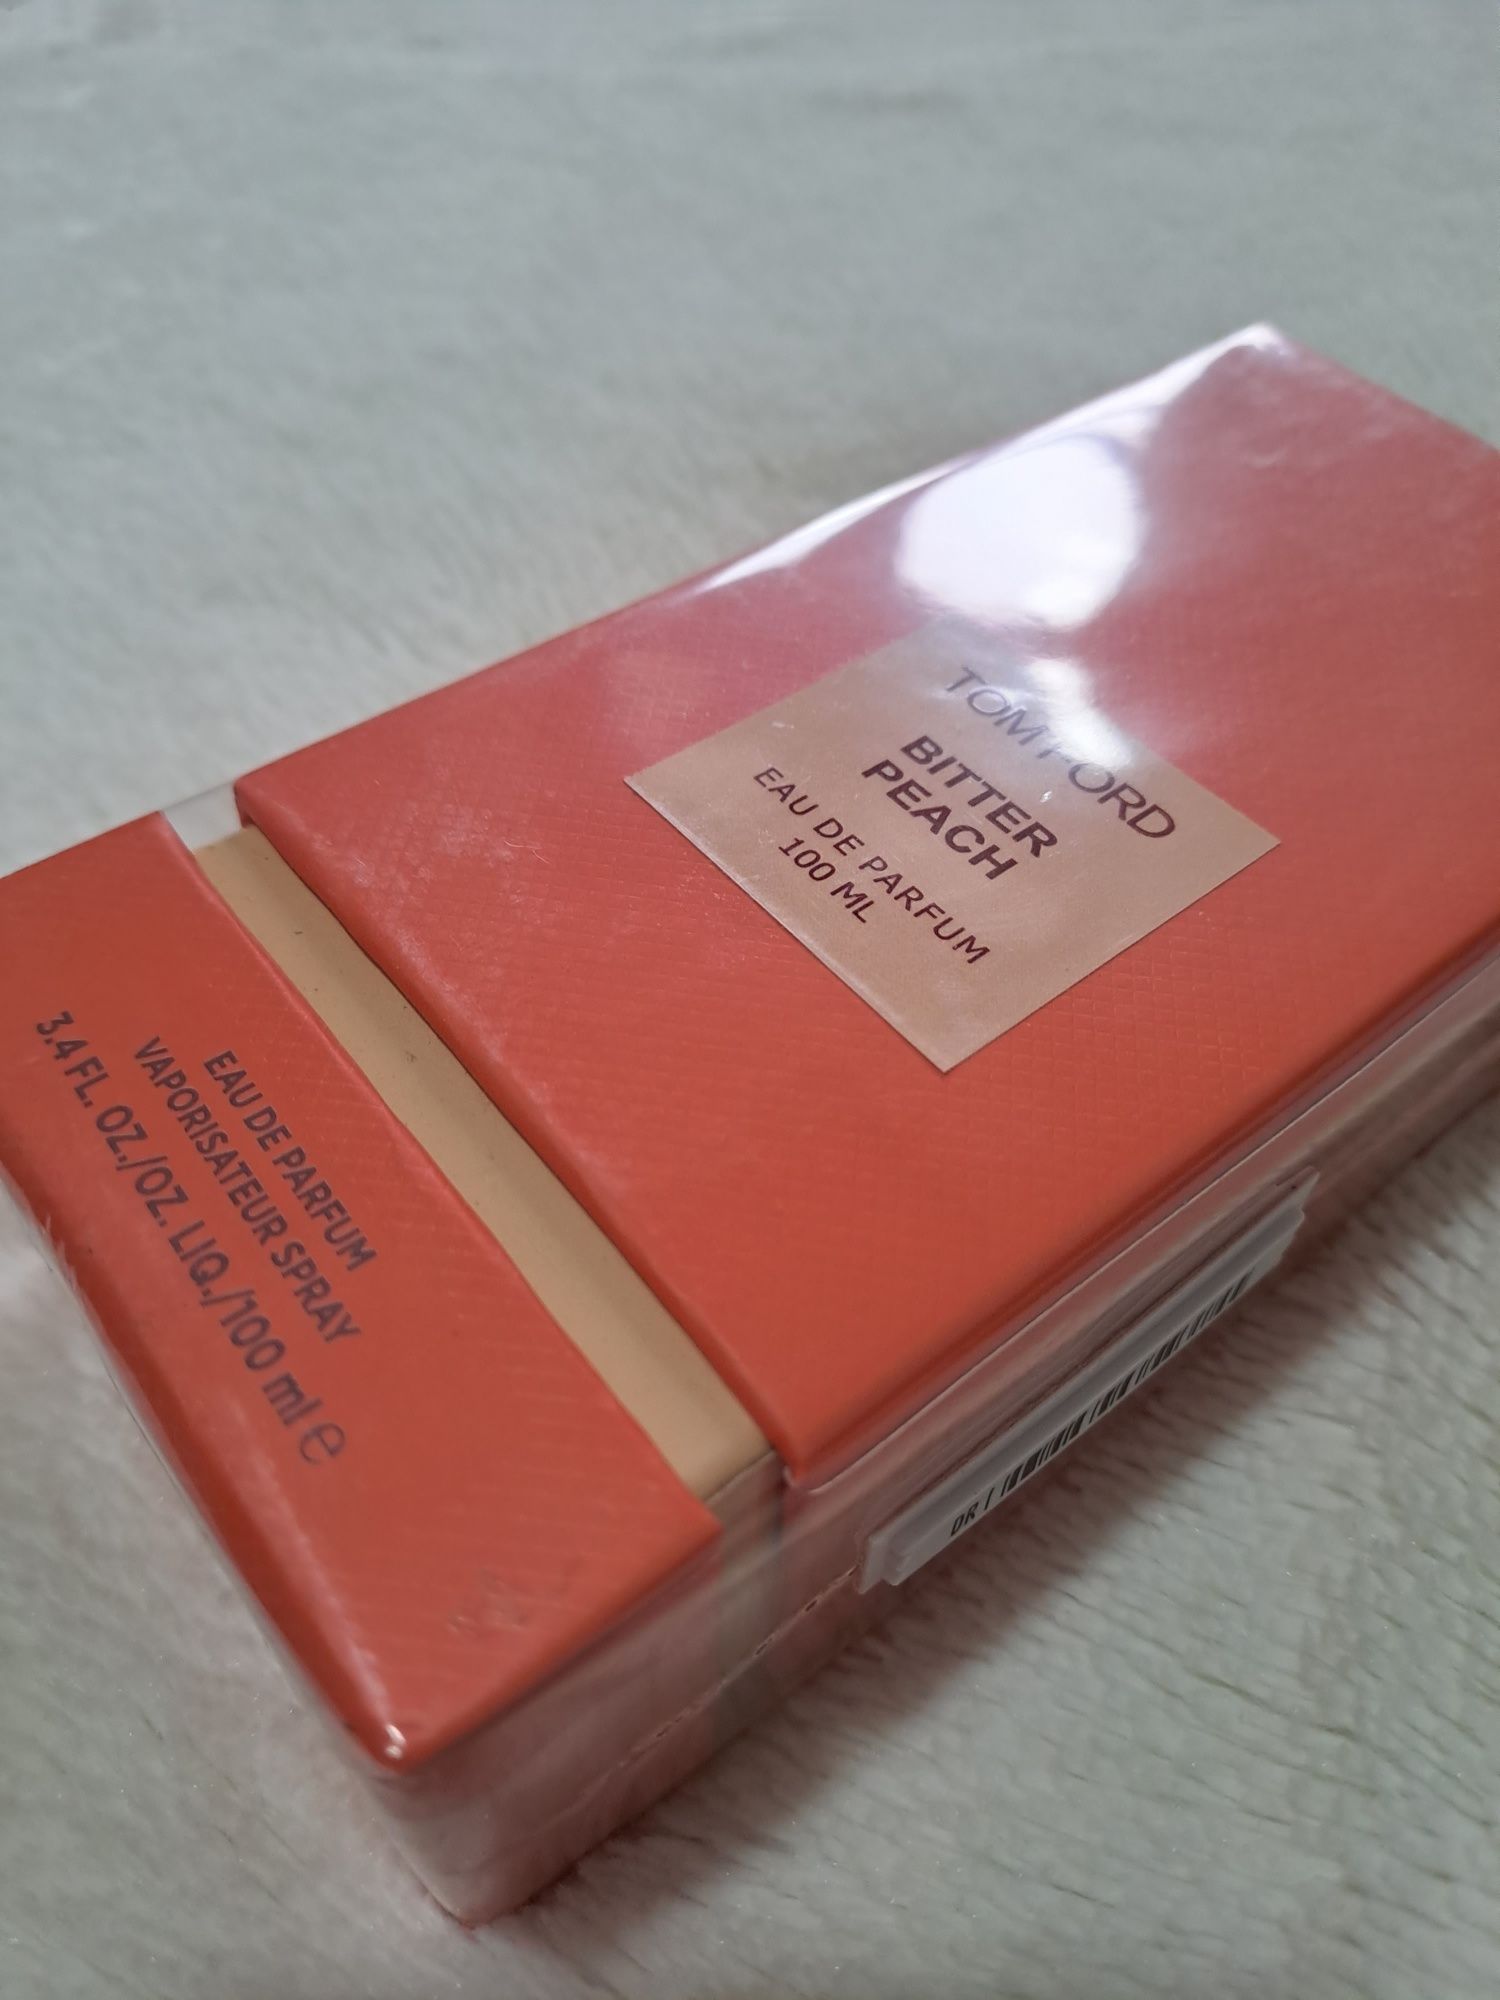 TOM FORD
BITTER
PEACH
EAU DE PARFUM
100 ML
EAU DE PARFUM
VAPORISATEUR SPRAY
3.4 FL. OZ./OZ. LIQ./100 ml e